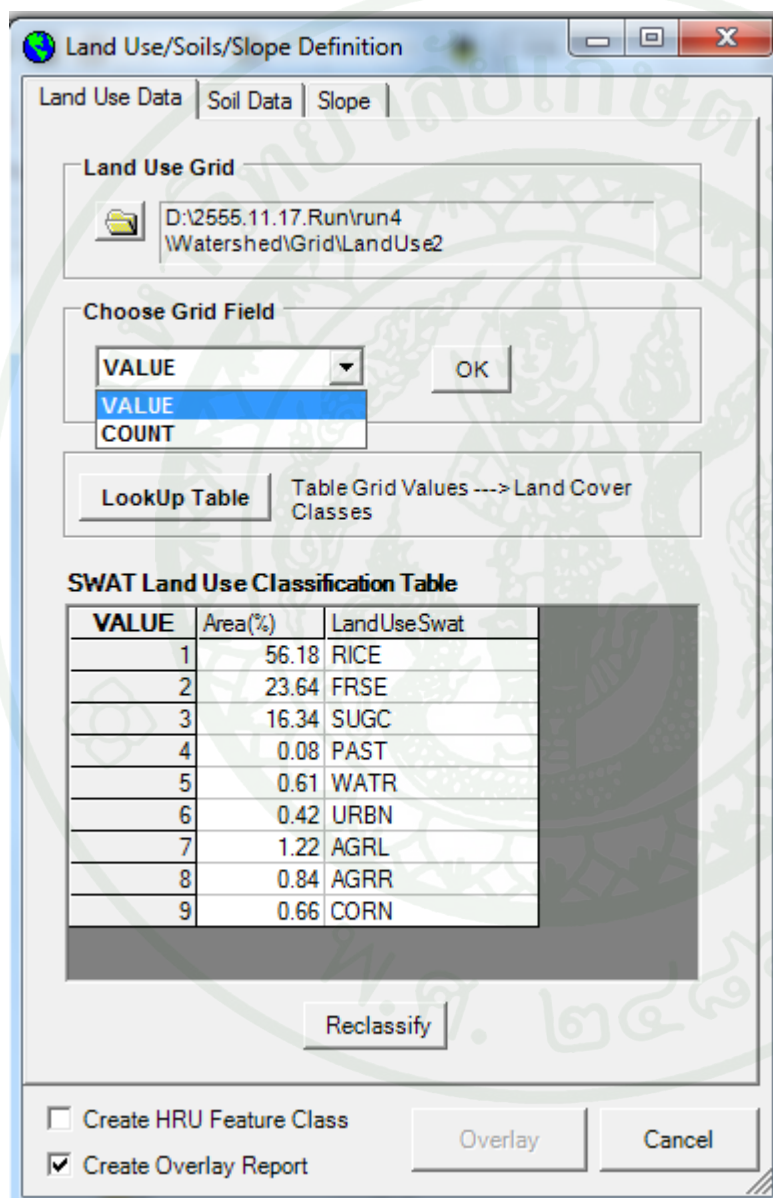 Land Use/Soils/Slope Definition
Land Use Data Soil Data Slope
Land Use Grid
D:\2555.11.17.Run\run4
\Watershed\Grid\LandUse2
Choose Grid Field
VALUE OK
VALUE
COUNT
LookUp Table
Table Grid Values ---> Land Cover
Classes
SWAT Land Use Classification Table
VALUE Area(%) LandUseSwat
1 56.18 RICE
2 23.64 FRSE
3 16.34 SUGC
4 0.08 PAST
5 0.61 WATR
6 0.42 URBN
7 1.22 AGRL
8 0.84 AGRR
9 0.66 CORN
Reclassify
Create HRU Feature Class
Create Overlay Report
Overlay Cancel